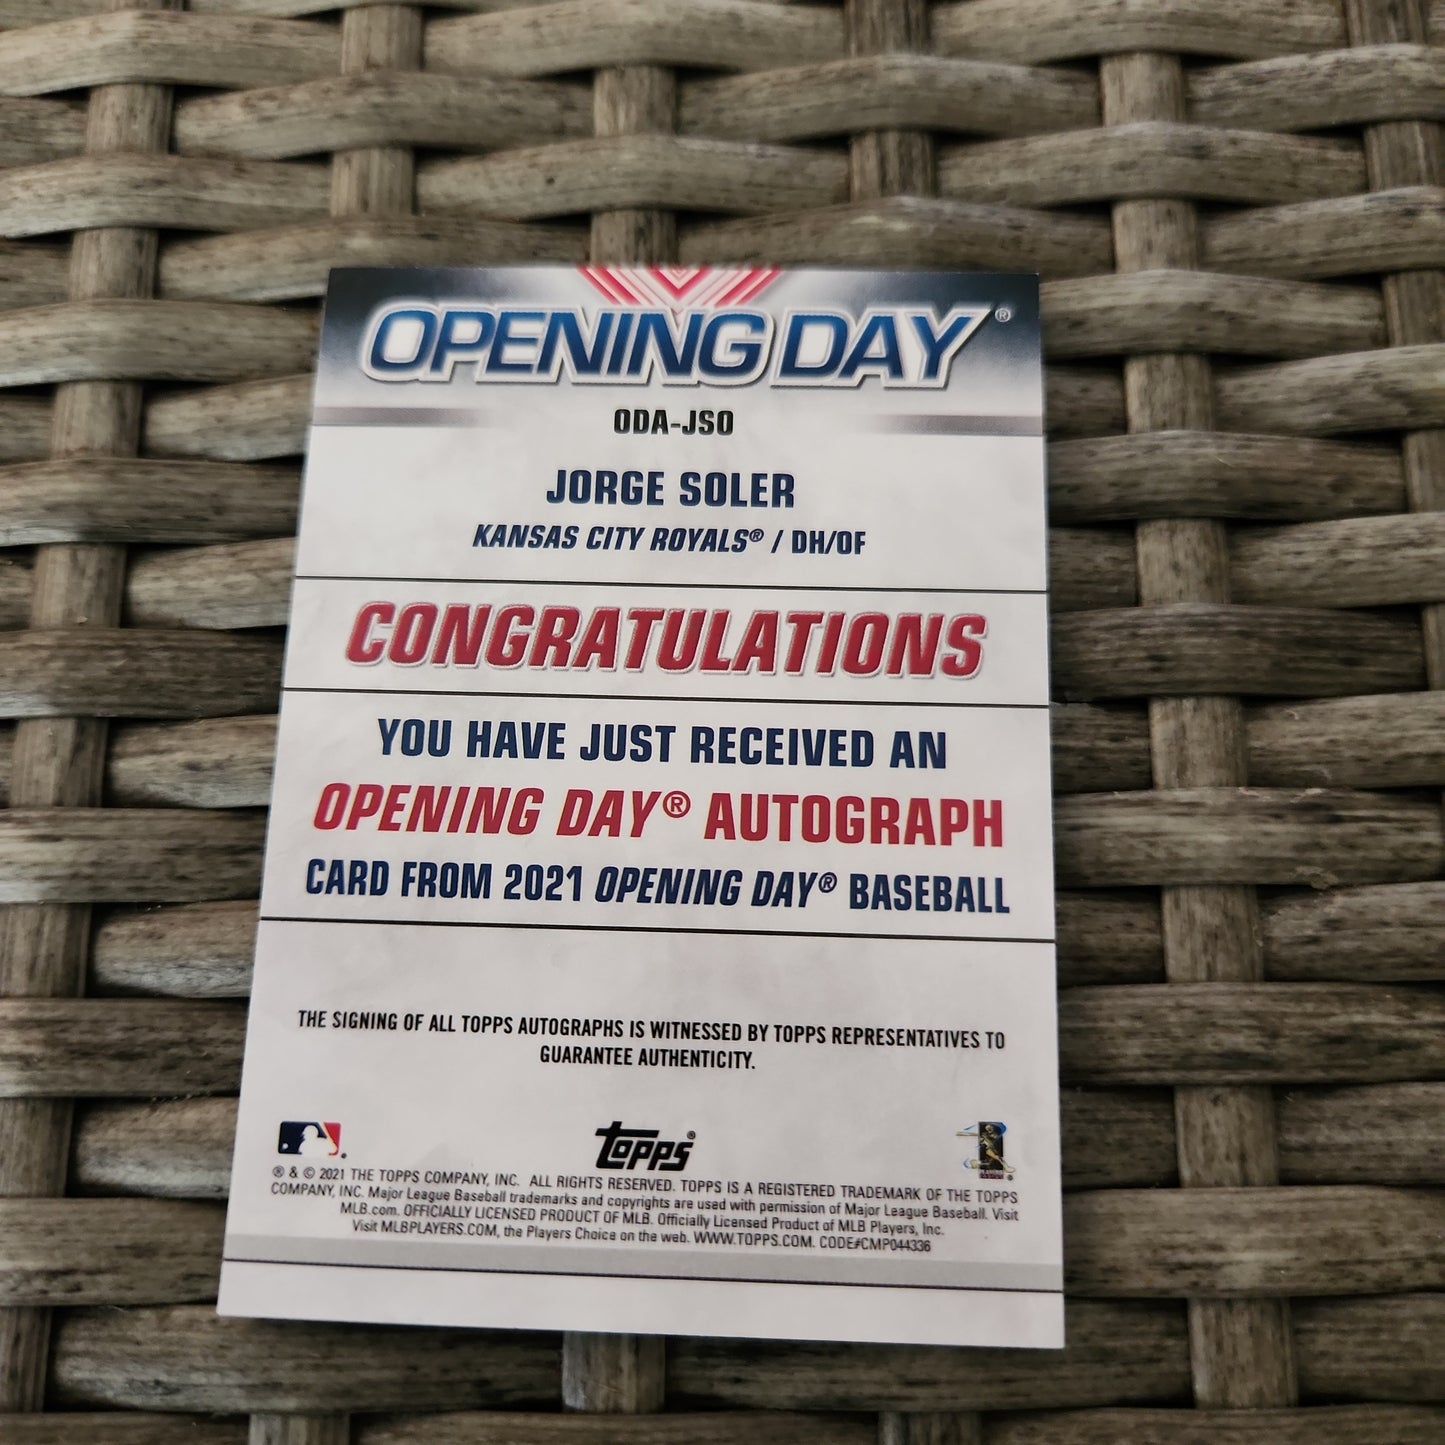 OPENING DAY®
ODA-JSO
JORGE SOLER
KANSAS CITY ROYALS® / DH/OF
CONGRATULATIONS
YOU HAVE JUST RECEIVED AN
OPENING DAY® AUTOGRAPH
CARD FROM 2021 OPENING DAY® BASEBALL
THE SIGNING OF ALL TOPPS AUTOGRAPHS IS WITNESSED BY TOPPS REPRESENTATIVES TO
GUARANTEE AUTHENTICITY.
topps®
® & © 2021 THE TOPPS COMPANY, INC. ALL RIGHTS RESERVED. TOPPS IS A REGISTERED TRADEMARK OF THE TOPPS
COMPANY, INC. Major League Baseball trademarks and copyrights are used with permission of Major League Baseball. Visit
MLB.com. OFFICIALLY LICENSED PRODUCT OF MLB. Officially Licensed Product of MLB Players, Inc.
Visit MLBPLAYERS.COM, the Players Choice on the web. WWW.TOPPS.COM. CODE#CMP044336